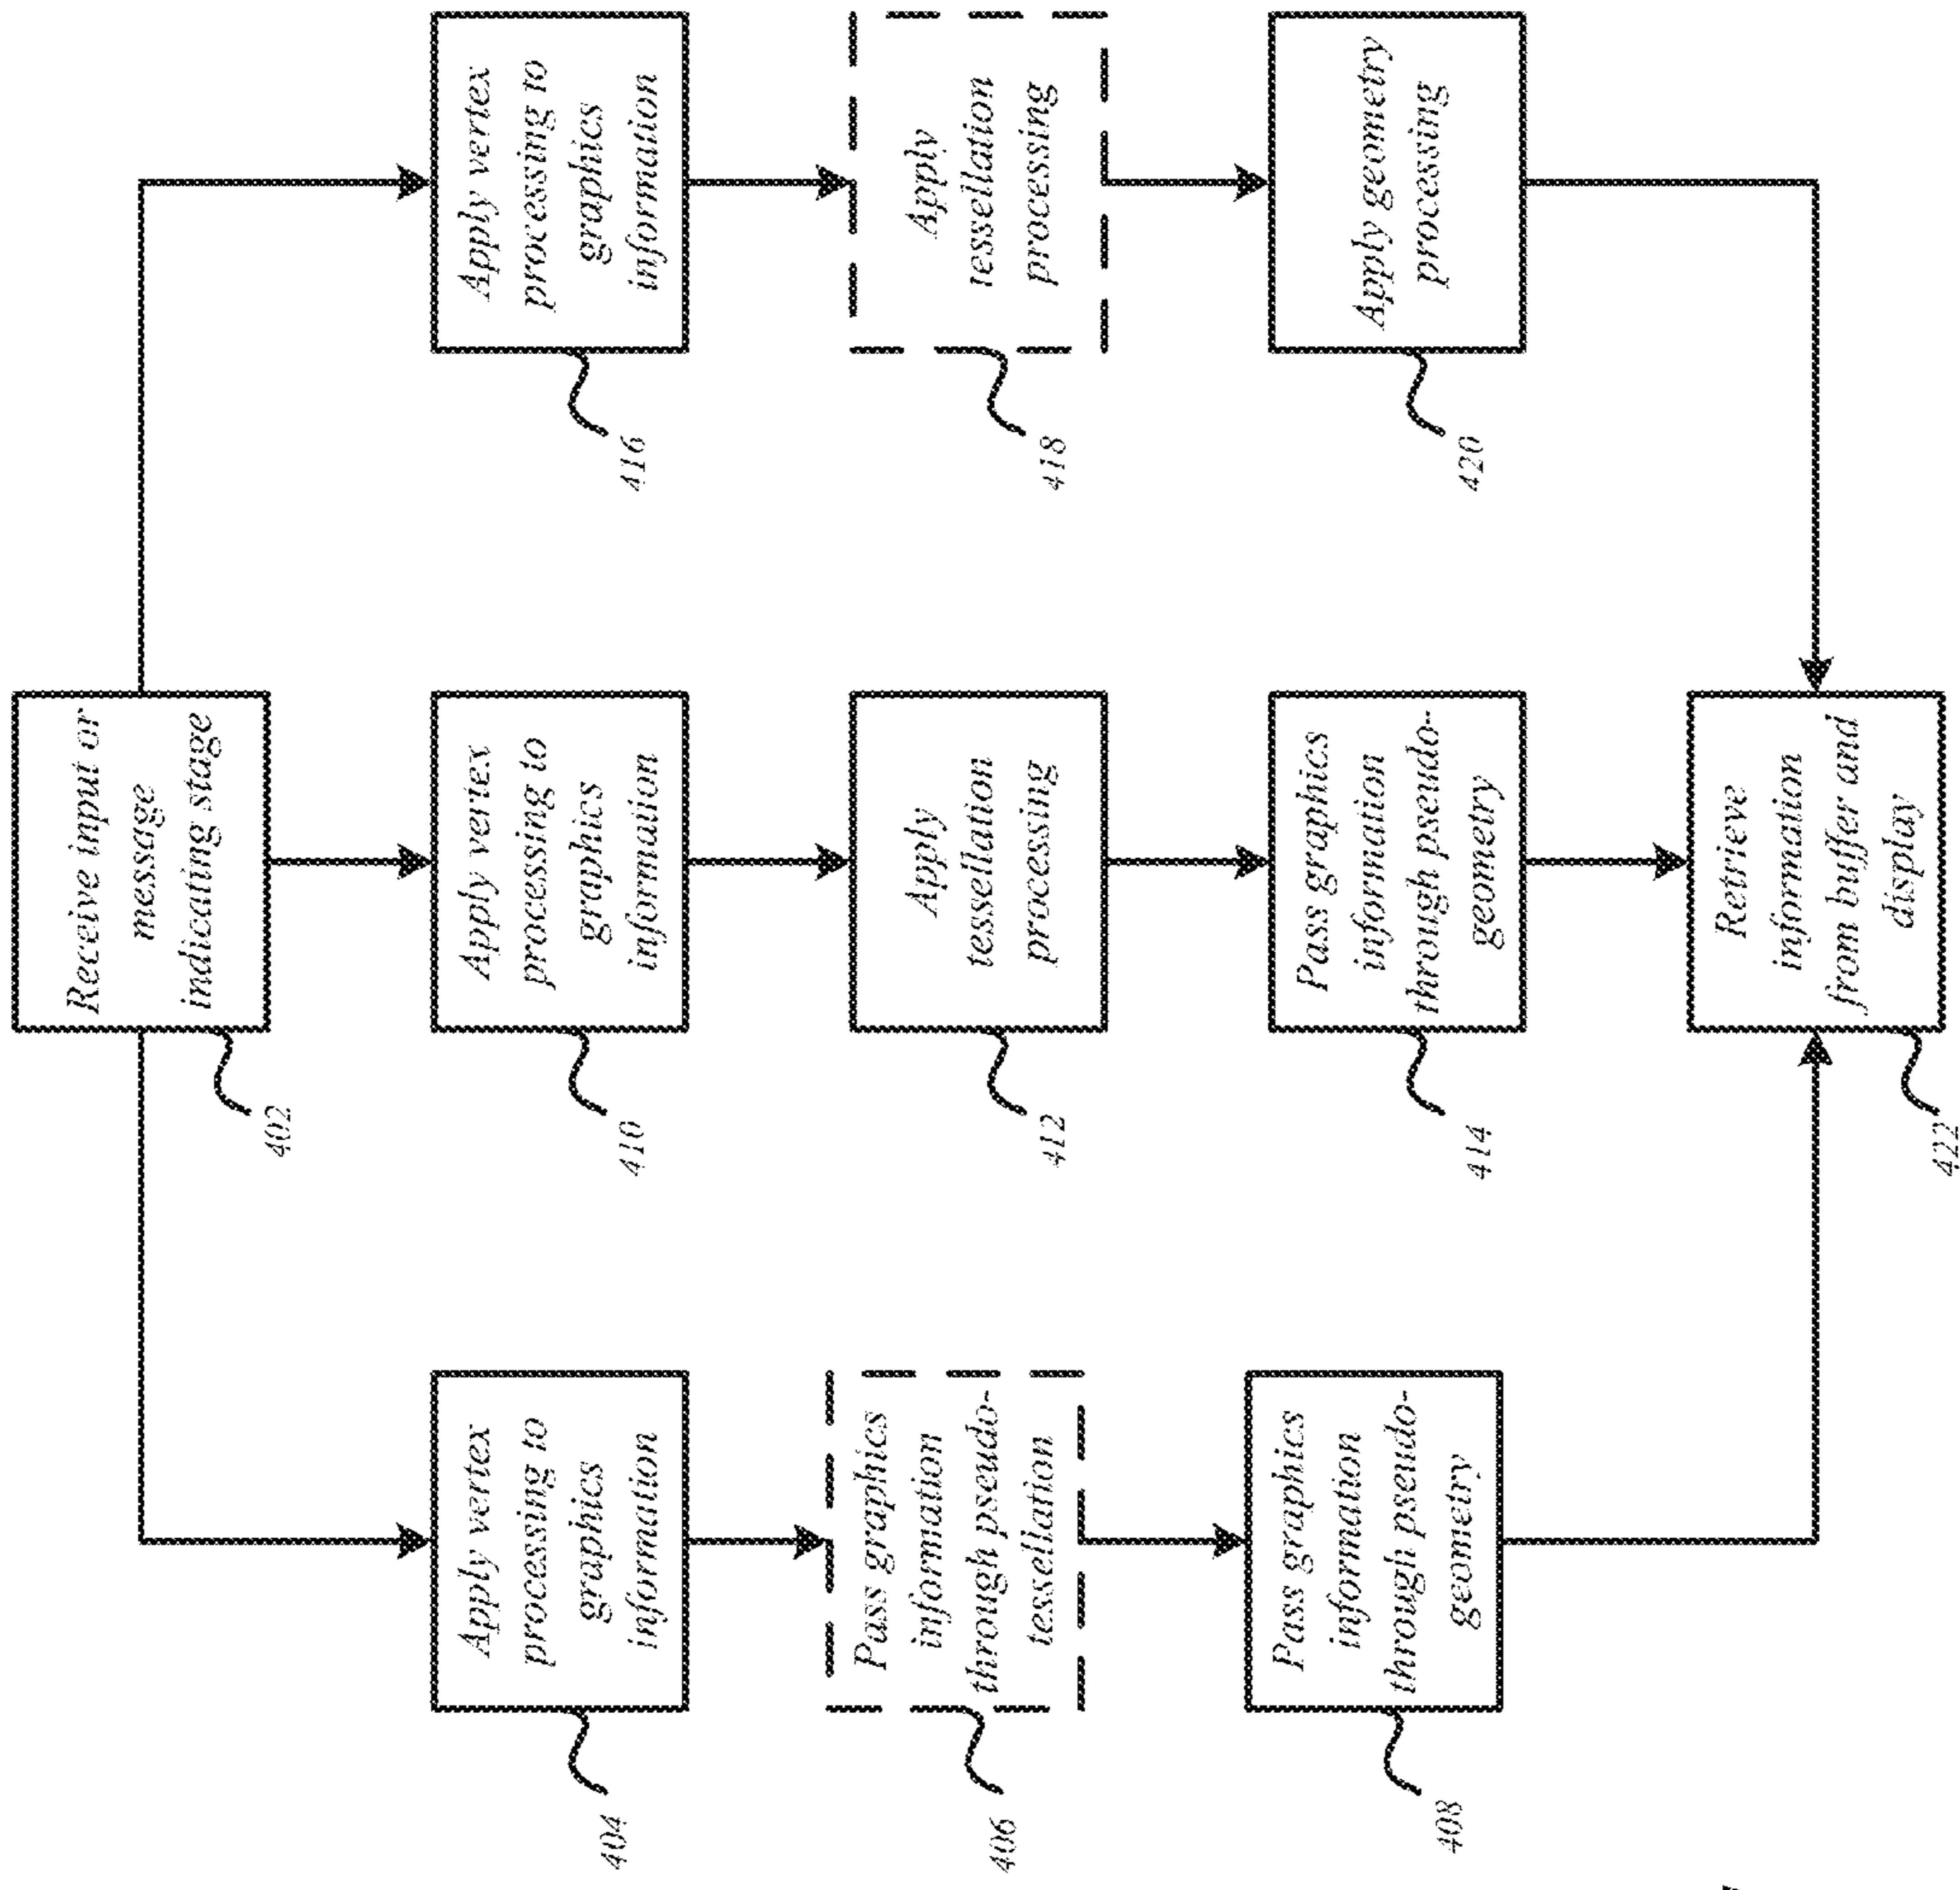 Receive input or
message
indicating stage
402
Apply vertex
processing to
graphics
information
404
Pass graphics
information
through pseudo-
tessellation
406
Pass graphics
information
through pseudo-
geometry
408
Apply vertex
processing to
graphics
information
410
Apply
tessellation
processing
412
Pass graphics
information
through pseudo-
geometry
414
Apply vertex
processing to
graphics
information
416
Apply
tessellation
processing
418
Apply geometry
processing
420
Retrieve
information
from buffer and
display
422